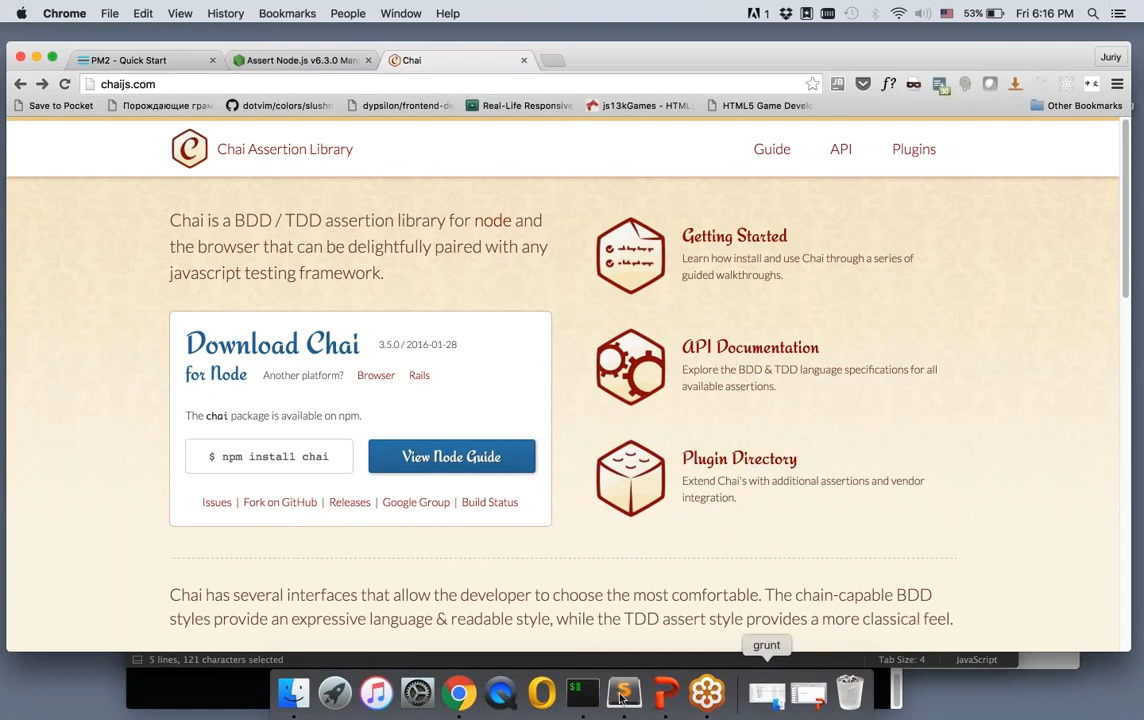 Chrome File Edit View History Bookmarks People Window Help
1 53% Fri 6:16 PM
PM2 - Quick Start
Assert Node.js v6.3.0 Man
Chai
Juriy
chaijs.com
f?
Save to Pocket
Порождающие гра
dotvim/colors/slushr
dypsilon/frontend-de
Real-Life Responsive
js13kGames - HTML
HTML5 Game Develo
Other Bookmarks
Chai Assertion Library
Guide API Plugins
Chai is a BDD / TDD assertion library for node and
the browser that can be delightfully paired with any
javascript testing framework.
Download Chai 3.5.0 / 2016-01-28
for Node Another platform? Browser Rails
The chai package is available on npm.
$ npm install chai
View Node Guide
Issues | Fork on GitHub | Releases | Google Group | Build Status
Getting Started
Learn how install and use Chai through a series of
guided walkthroughs.
API Documentation
Explore the BDD & TDD language specifications for all
available assertions.
Plugin Directory
Extend Chai's with additional assertions and vendor
integration.
Chai has several interfaces that allow the developer to choose the most comfortable. The chain-capable BDD
styles provide an expressive language & readable style, while the TDD assert style provides a more classical feel.
grunt
5 lines, 121 characters selected
Tab Size: 4
JavaScript